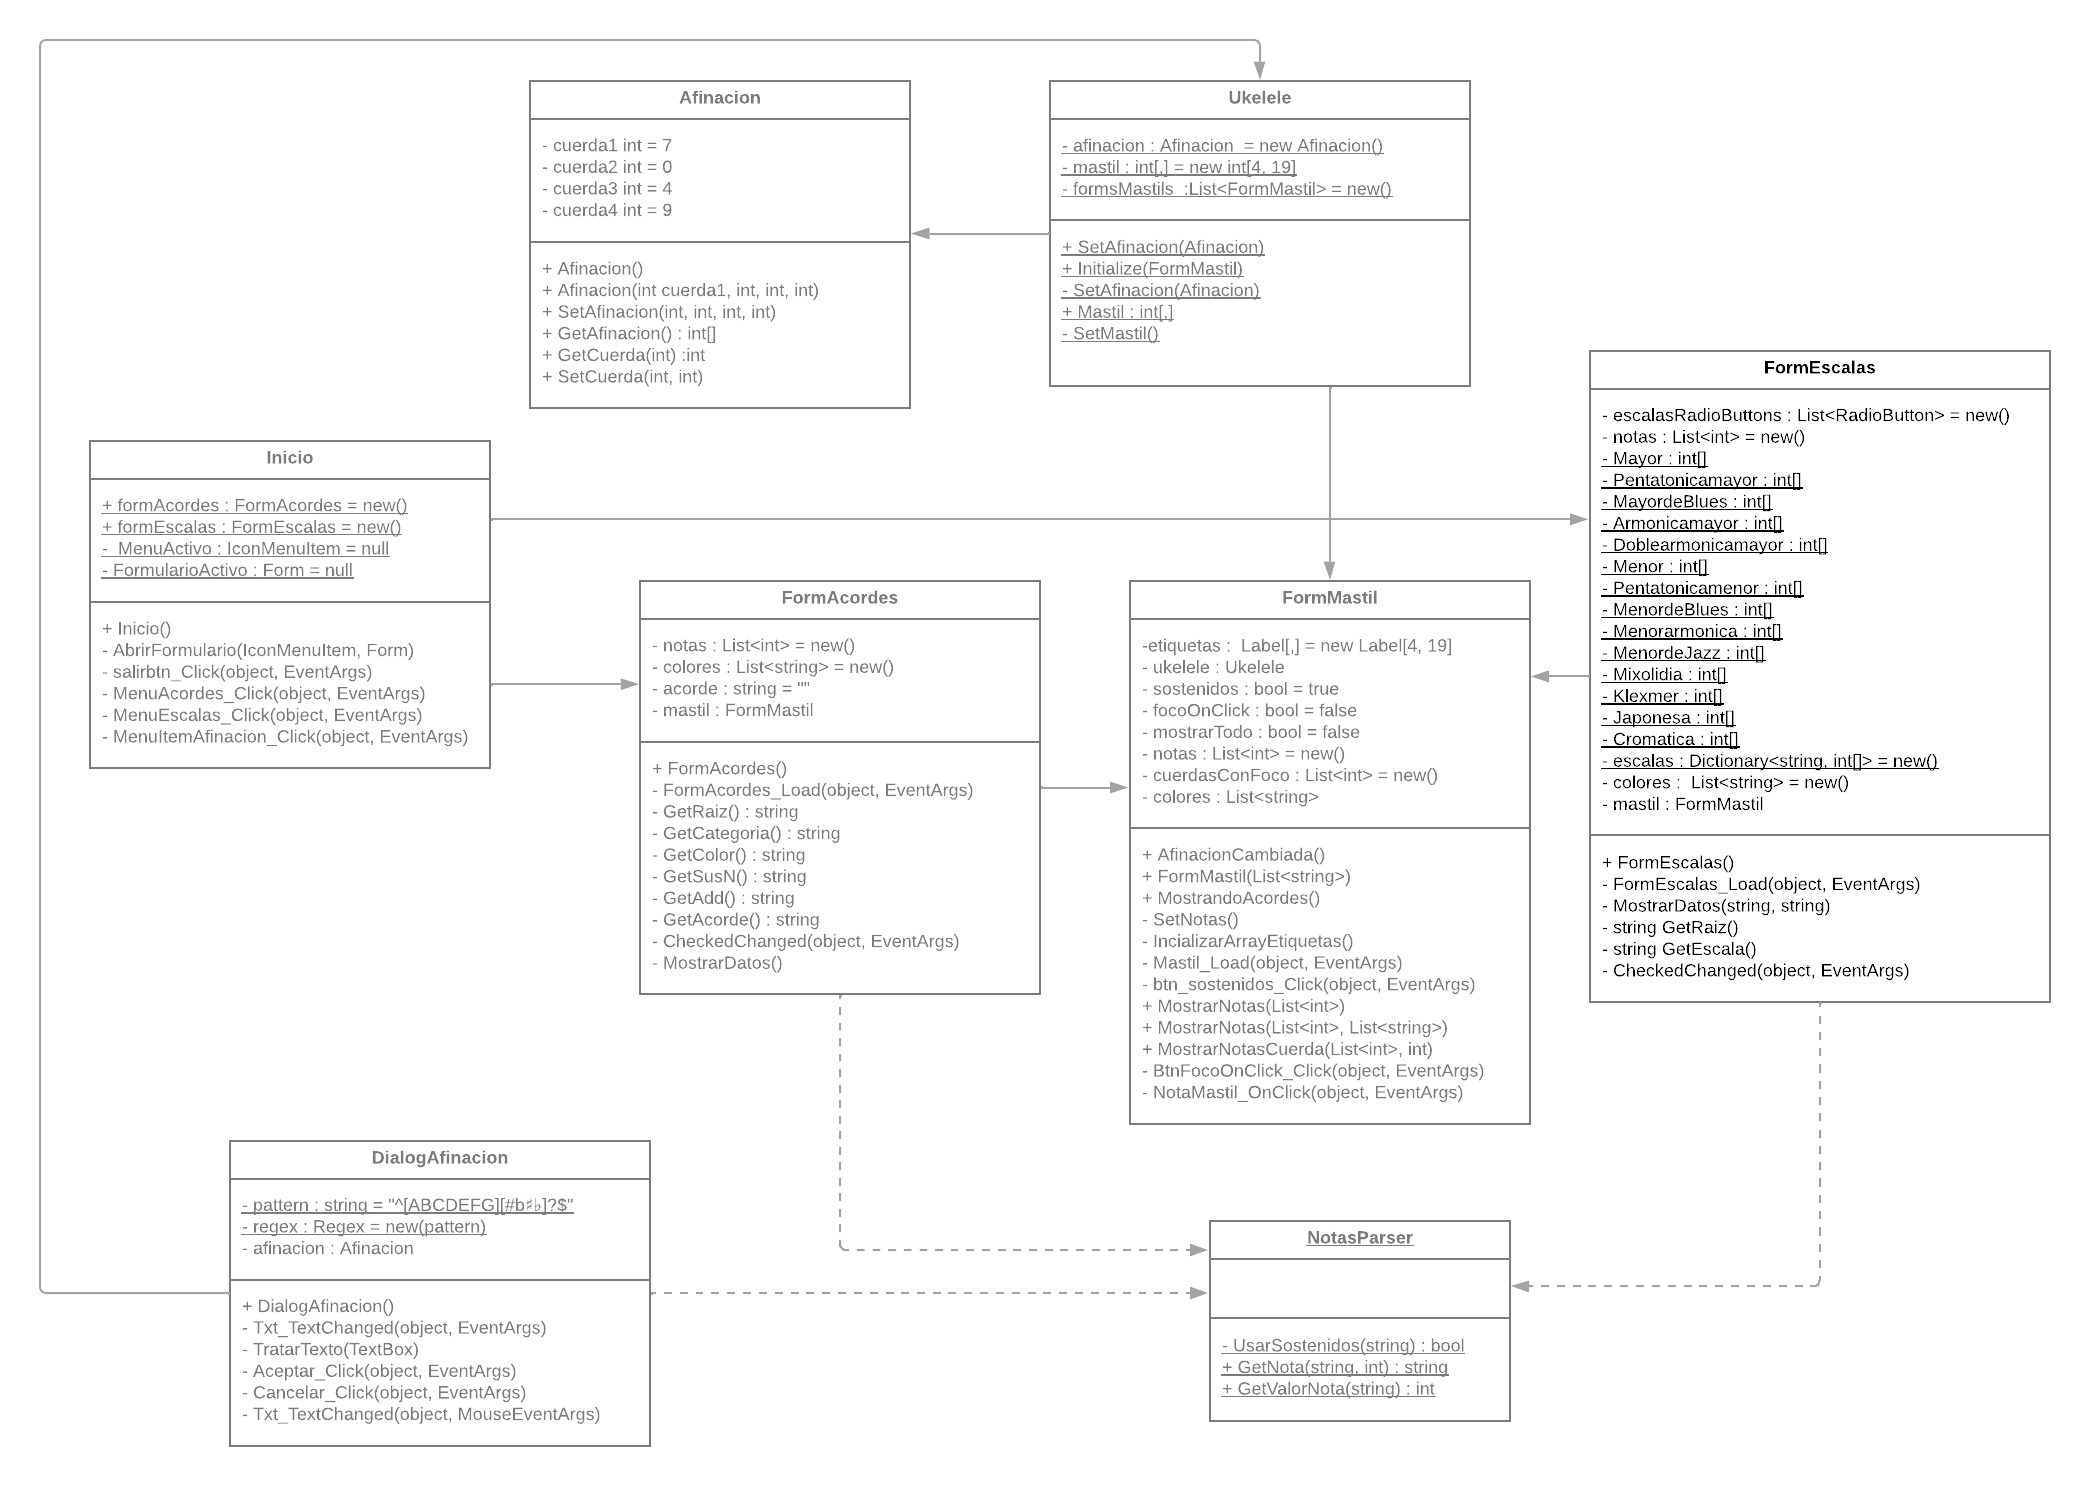 Afinacion
- cuerda1 int = 7
- cuerda2 int = 0
- cuerda3 int = 4
- cuerda4 int = 9
+ Afinacion()
+ Afinacion(int cuerda1, int, int, int)
+ SetAfinacion(int, int, int, int)
+ GetAfinacion() : int[]
+ GetCuerda(int) :int
+ SetCuerda(int, int)
Ukelele
- afinacion : Afinacion  = new Afinacion()
- mastil : int[,] = new int[4, 19]
- formsMastils  :List<FormMastil> = new()
+ SetAfinacion(Afinacion)
+ Initialize(FormMastil)
- SetAfinacion(Afinacion)
+ Mastil : int[,]
- SetMastil()
FormEscalas
- escalasRadioButtons : List<RadioButton> = new()
- notas : List<int> = new()
- Mayor : int[]
- Pentatonicamayor : int[]
- MayordeBlues : int[]
- Armonicamayor : int[]
- Doblearmonicamayor : int[]
- Menor : int[]
- Pentatonicamenor : int[]
- MenordeBlues : int[]
- Menorarmonica : int[]
- MenordeJazz : int[]
- Mixolidia : int[]
- Klexmer : int[]
- Japonesa : int[]
- Cromatica : int[]
- escalas : Dictionary<string, int[]> = new()
- colores :  List<string> = new()
- mastil : FormMastil
+ FormEscalas()
- FormEscalas_Load(object, EventArgs)
- MostrarDatos(string, string)
- string GetRaiz()
- string GetEscala()
- CheckedChanged(object, EventArgs)
Inicio
+ formAcordes : FormAcordes = new()
+ formEscalas : FormEscalas = new()
-  MenuActivo : IconMenuItem = null
- FormularioActivo : Form = null
+ Inicio()
- AbrirFormulario(IconMenuItem, Form)
- salirbtn_Click(object, EventArgs)
- MenuAcordes_Click(object, EventArgs)
- MenuEscalas_Click(object, EventArgs)
- MenuItemAfinacion_Click(object, EventArgs)
FormAcordes
- notas : List<int> = new()
- colores : List<string> = new()
- acorde : string = ""
- mastil : FormMastil
+ FormAcordes()
- FormAcordes_Load(object, EventArgs)
- GetRaiz() : string
- GetCategoria() : string
- GetColor() : string
- GetSusN() : string
- GetAdd() : string
- GetAcorde() : string
- CheckedChanged(object, EventArgs)
- MostrarDatos()
FormMastil
-etiquetas :  Label[,] = new Label[4, 19]
- ukelele : Ukelele
- sostenidos : bool = true
- focoOnClick : bool = false
- mostrarTodo : bool = false
- notas : List<int> = new()
- cuerdasConFoco : List<int> = new()
- colores : List<string>
+ AfinacionCambiada()
+ FormMastil(List<string>)
+ MostrandoAcordes()
- SetNotas()
- IncializarArrayEtiquetas()
- Mastil_Load(object, EventArgs)
- btn_sostenidos_Click(object, EventArgs)
+ MostrarNotas(List<int>)
+ MostrarNotas(List<int>, List<string>)
+ MostrarNotasCuerda(List<int>, int)
- BtnFocoOnClick_Click(object, EventArgs)
- NotaMastil_OnClick(object, EventArgs)
DialogAfinacion
- pattern : string = "^[ABCDEFG][#b♯♭]?$"
- regex : Regex = new(pattern)
- afinacion : Afinacion
+ DialogAfinacion()
- Txt_TextChanged(object, EventArgs)
- TratarTexto(TextBox)
- Aceptar_Click(object, EventArgs)
- Cancelar_Click(object, EventArgs)
- Txt_TextChanged(object, MouseEventArgs)
NotasParser
- UsarSostenidos(string) : bool
+ GetNota(string, int) : string
+ GetValorNota(string) : int